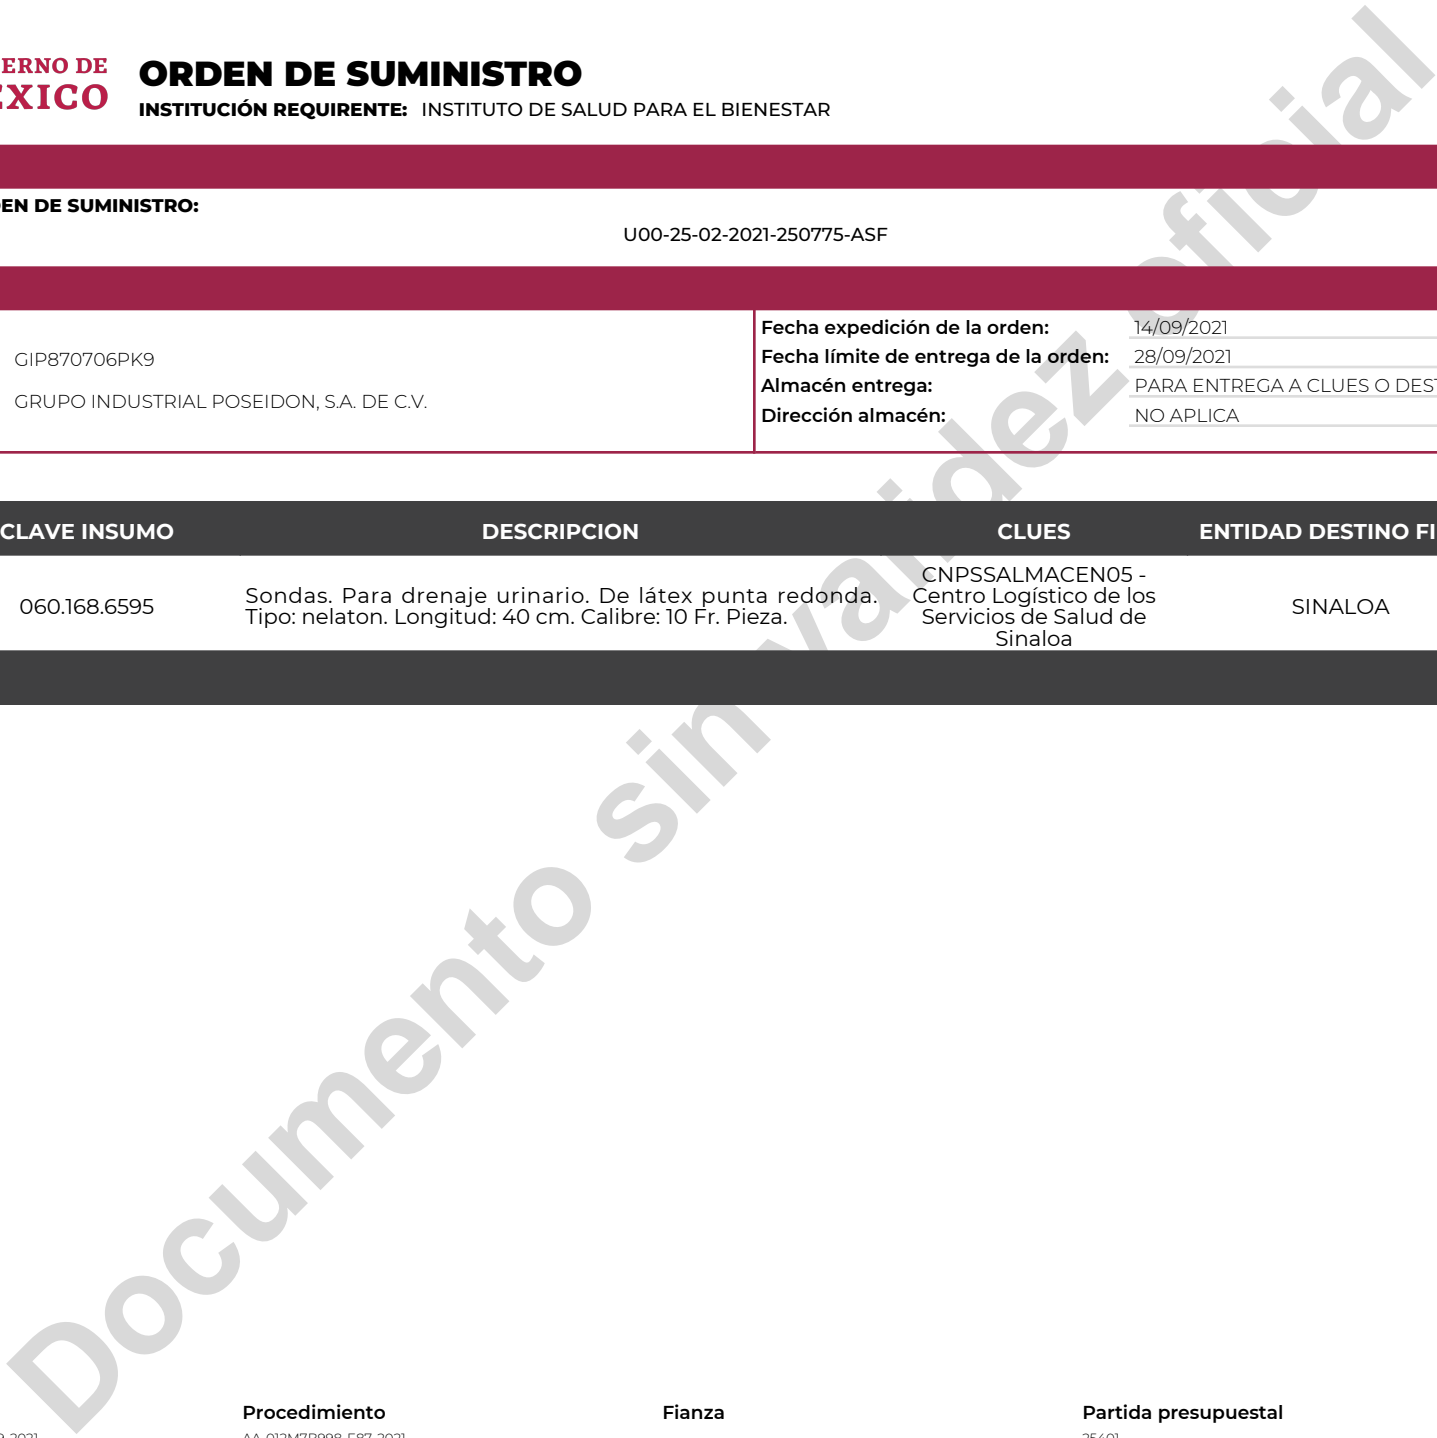 ERNO DE
ORDEN DE SUMINISTRO
INSTITUCIÓN REQUIRENTE: INSTITUTO DE SALUD PARA EL BIENESTAR
EN DE SUMINISTRO:
U00-25-02-2021-250775-ASF
Fecha expedición de la orden: 14/09/2021
GIP870706PK9
Fecha límite de entrega de la orden: 28/09/2021
Almacén entrega: PARA ENTREGA A CLUES O DEST
GRUPO INDUSTRIAL POSEIDON, S.A. DE C.V.
Dirección almacén: NO APLICA
CLAVE INSUMO DESCRIPCION CLUES ENTIDAD DESTINO FI
060.168.6595
Sondas. Para drenaje urinario. De látex punta redonda.
Tipo: nelaton. Longitud: 40 cm. Calibre: 10 Fr. Pieza.
CNPSSALMACEN05 -
Centro Logístico de los
Servicios de Salud de
Sinaloa
SINALOA
Documento sin validez oficial
Procedimiento Fianza Partida presupuestal